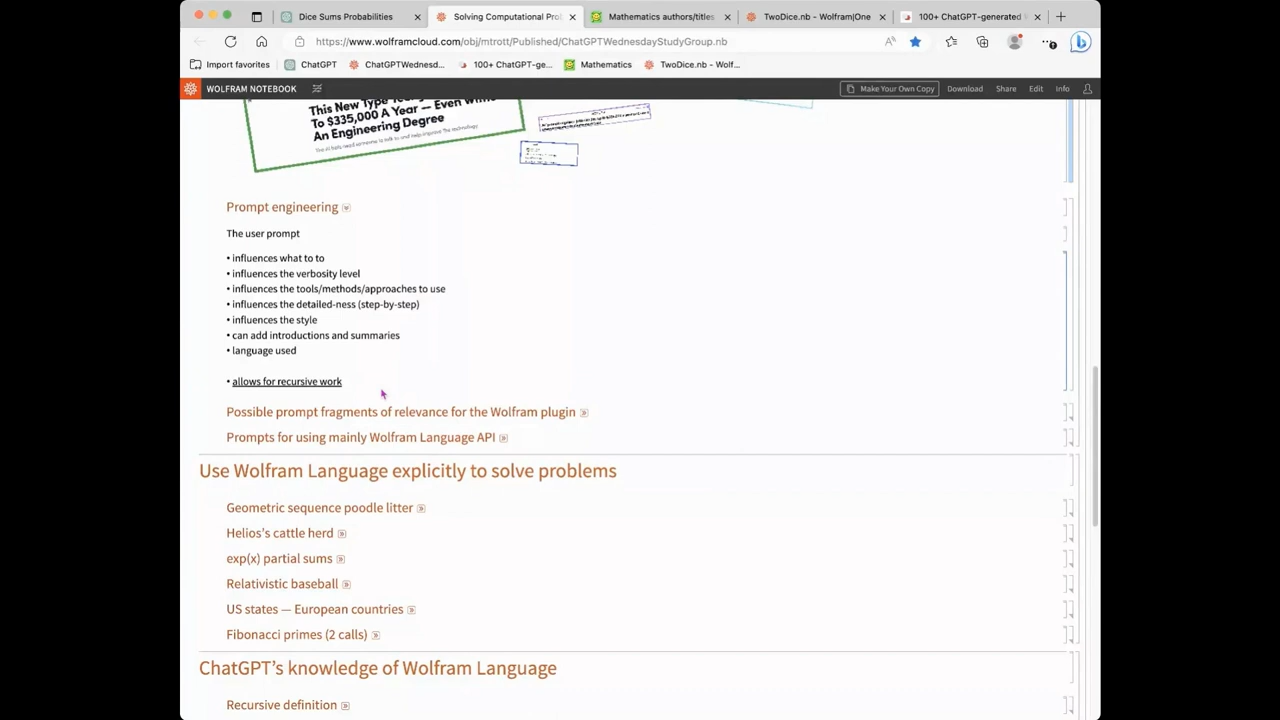 Dice Sums Probabilities
Solving Computational Pro
Mathematics authors/titles
TwoDice.nb - Wolfram|One
100+ ChatGPT-generated
https://www.wolframcloud.com/obj/mtrott/Published/ChatGPTWednesdayStudyGroup.nb
Import favorites
ChatGPT
ChatGPTWednesd...
100+ ChatGPT-ge...
Mathematics
TwoDice.nb - Wolf...
WOLFRAM NOTEBOOK
Make Your Own Copy
Download
Share
Edit
Info
This New Type
To $335,000 A Year — Even
An Engineering Degree
Prompt engineering
The user prompt
• influences what to to
• influences the verbosity level
• influences the tools/methods/approaches to use
• influences the detailed-ness (step-by-step)
• influences the style
• can add introductions and summaries
• language used
• allows for recursive work
Possible prompt fragments of relevance for the Wolfram plugin
Prompts for using mainly Wolfram Language API
Use Wolfram Language explicitly to solve problems
Geometric sequence poodle litter
Helios's cattle herd
exp(x) partial sums
Relativistic baseball
US states — European countries
Fibonacci primes (2 calls)
ChatGPT's knowledge of Wolfram Language
Recursive definition